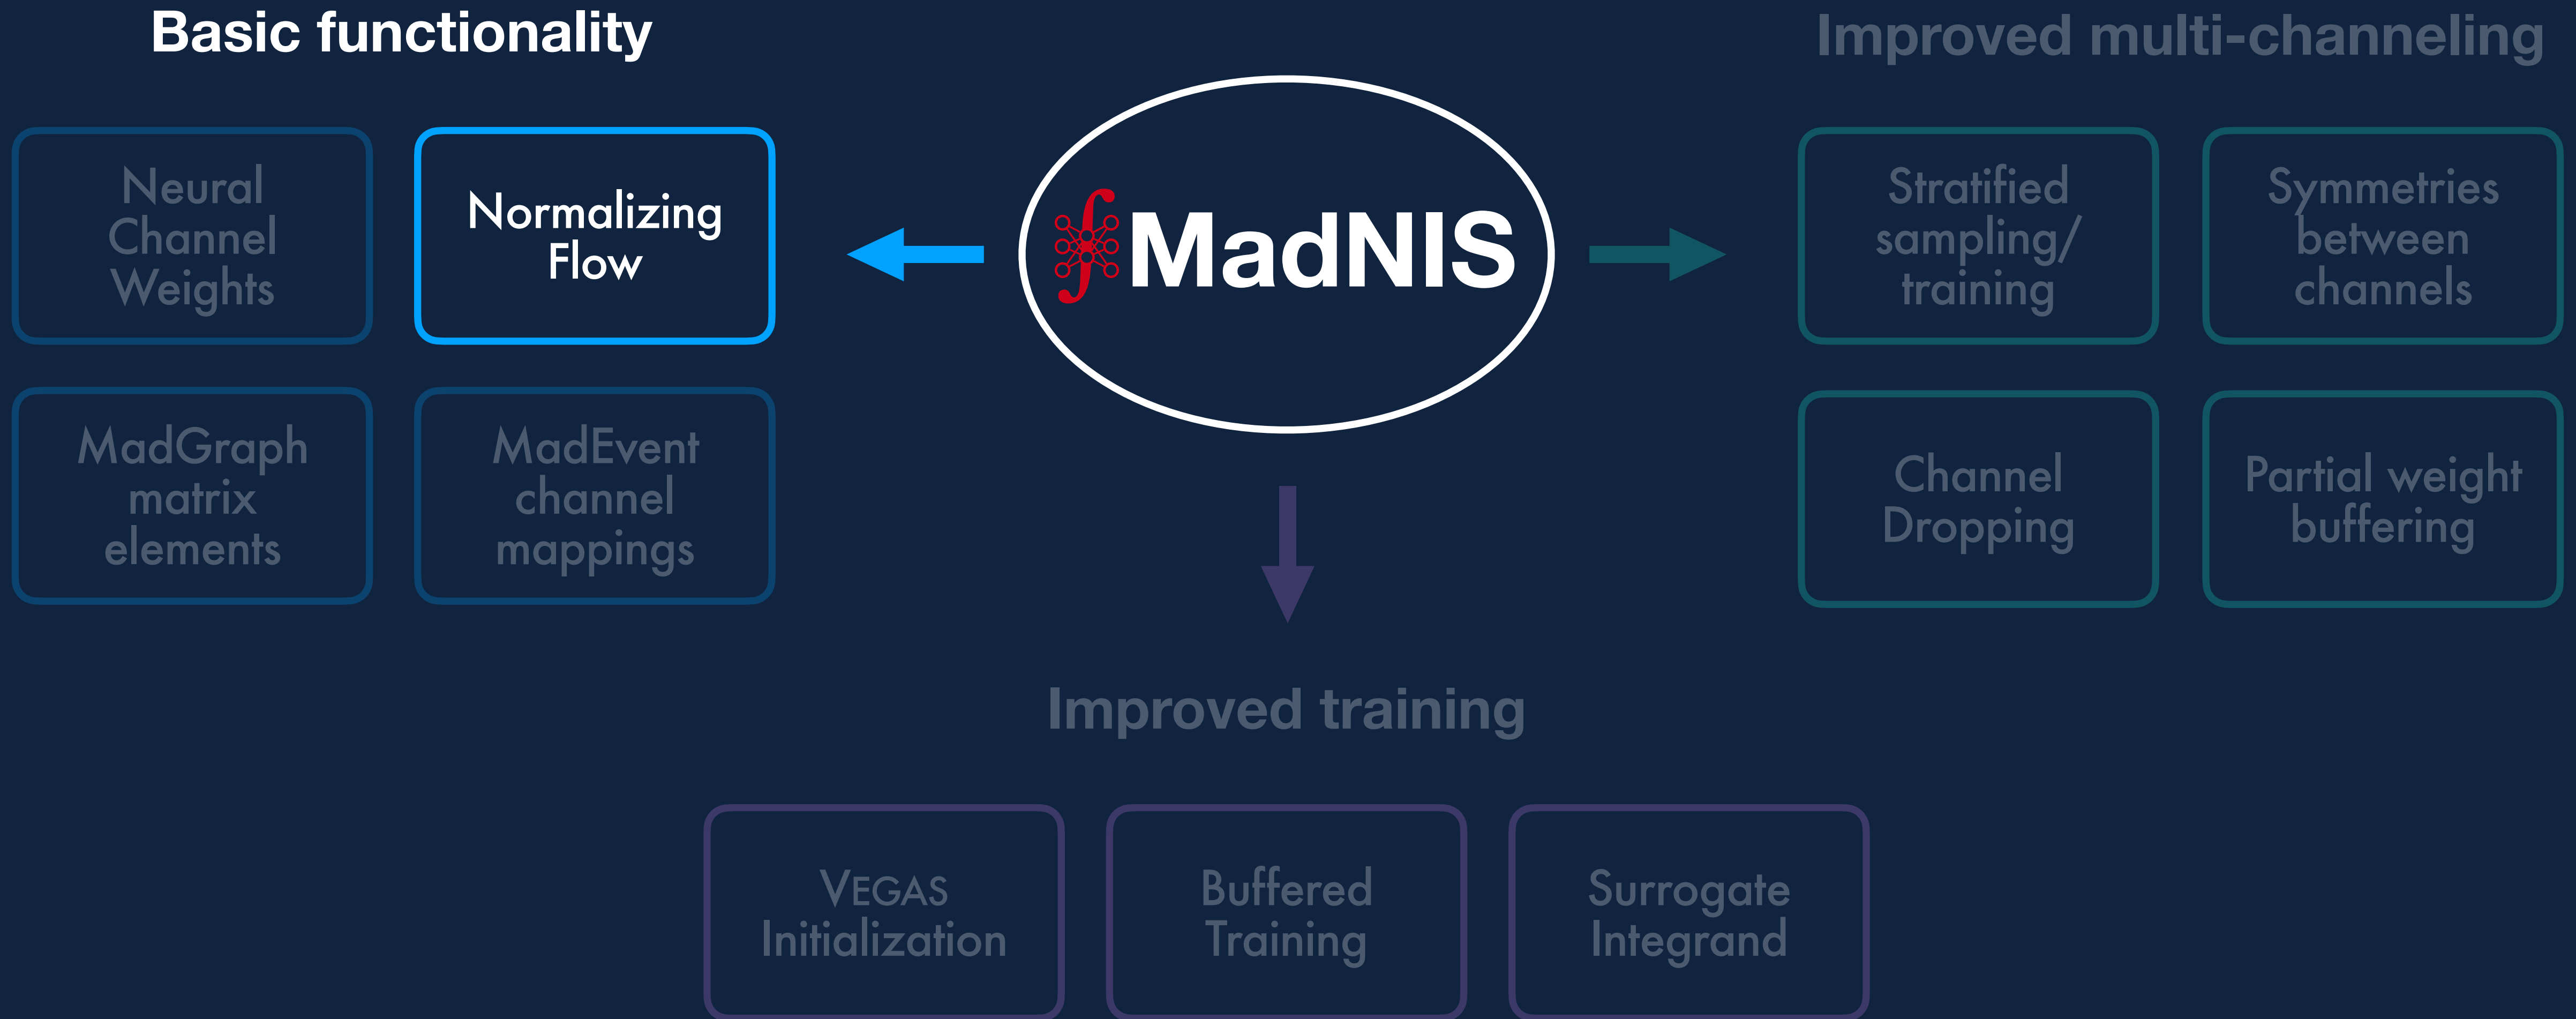 Basic functionality
Neural
Channel
Weights
Normalizing
Flow
MadGraph
matrix
elements
MadEvent
channel
mappings
MadNIS
Improved multi-channeling
Stratified
sampling/
training
Symmetries
between
channels
Channel
Dropping
Partial weight
buffering
Improved training
VEGAS
Initialization
Buffered
Training
Surrogate
Integrand